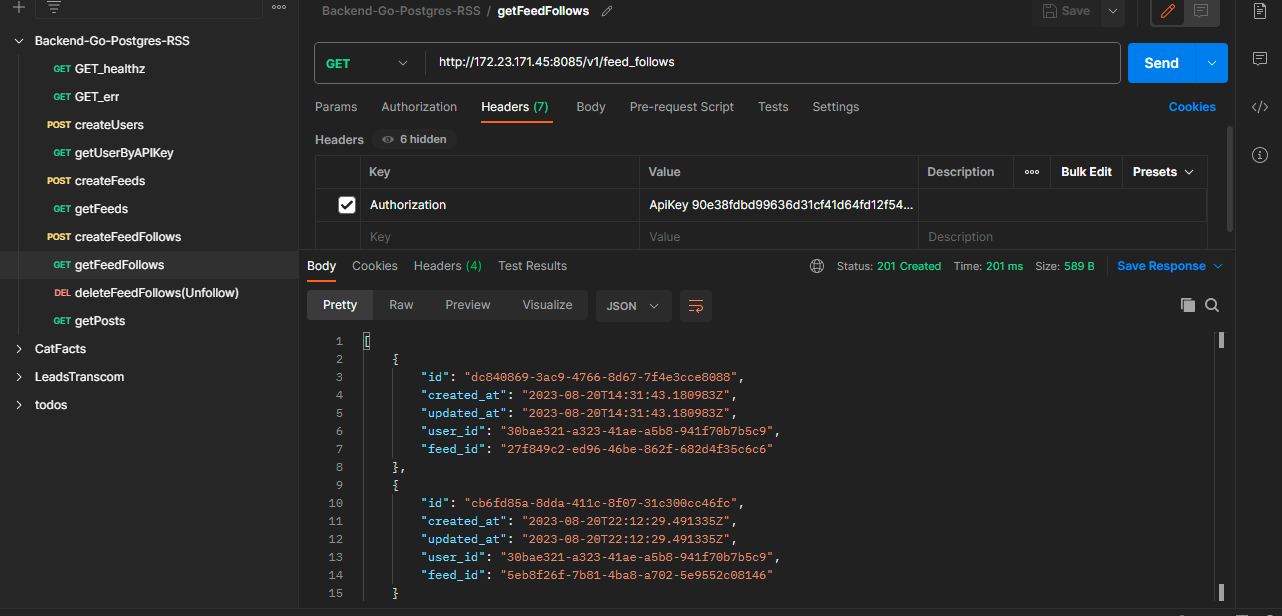 Backend-Go-Postgres-RSS / getFeedFollows
Save
Backend-Go-Postgres-RSS
GET GET_healthz
GET GET_err
POST createUsers
GET getUserByAPIKey
POST createFeeds
GET getFeeds
POST createFeedFollows
GET getFeedFollows
DEL deleteFeedFollows(Unfollow)
GET getPosts
CatFacts
LeadsTranscom
todos
GET http://172.23.171.45:8085/v1/feed_follows Send
Params Authorization Headers (7) Body Pre-request Script Tests Settings Cookies
Headers 6 hidden
Key Value Description Bulk Edit Presets
Authorization ApiKey 90e38fdbd99636d31cf41d64fd12f54...
Key Value Description
Body Cookies Headers (4) Test Results Status: 201 Created Time: 201 ms Size: 589 B Save Response
Pretty Raw Preview Visualize JSON
1 [
2 {
3 "id": "dc840869-3ac9-4766-8d67-7f4e3cce8088",
4 "created_at": "2023-08-20T14:31:43.180983Z",
5 "updated_at": "2023-08-20T14:31:43.180983Z",
6 "user_id": "30bae321-a323-41ae-a5b8-941f70b7b5c9",
7 "feed_id": "27f849c2-ed96-46be-862f-682d4f35c6c6"
8 },
9 {
10 "id": "cb6fd85a-8dda-411c-8f07-31c300cc46fc",
11 "created_at": "2023-08-20T22:12:29.491335Z",
12 "updated_at": "2023-08-20T22:12:29.491335Z",
13 "user_id": "30bae321-a323-41ae-a5b8-941f70b7b5c9",
14 "feed_id": "5eb8f26f-7b81-4ba8-a702-5e9552c08146"
15 }